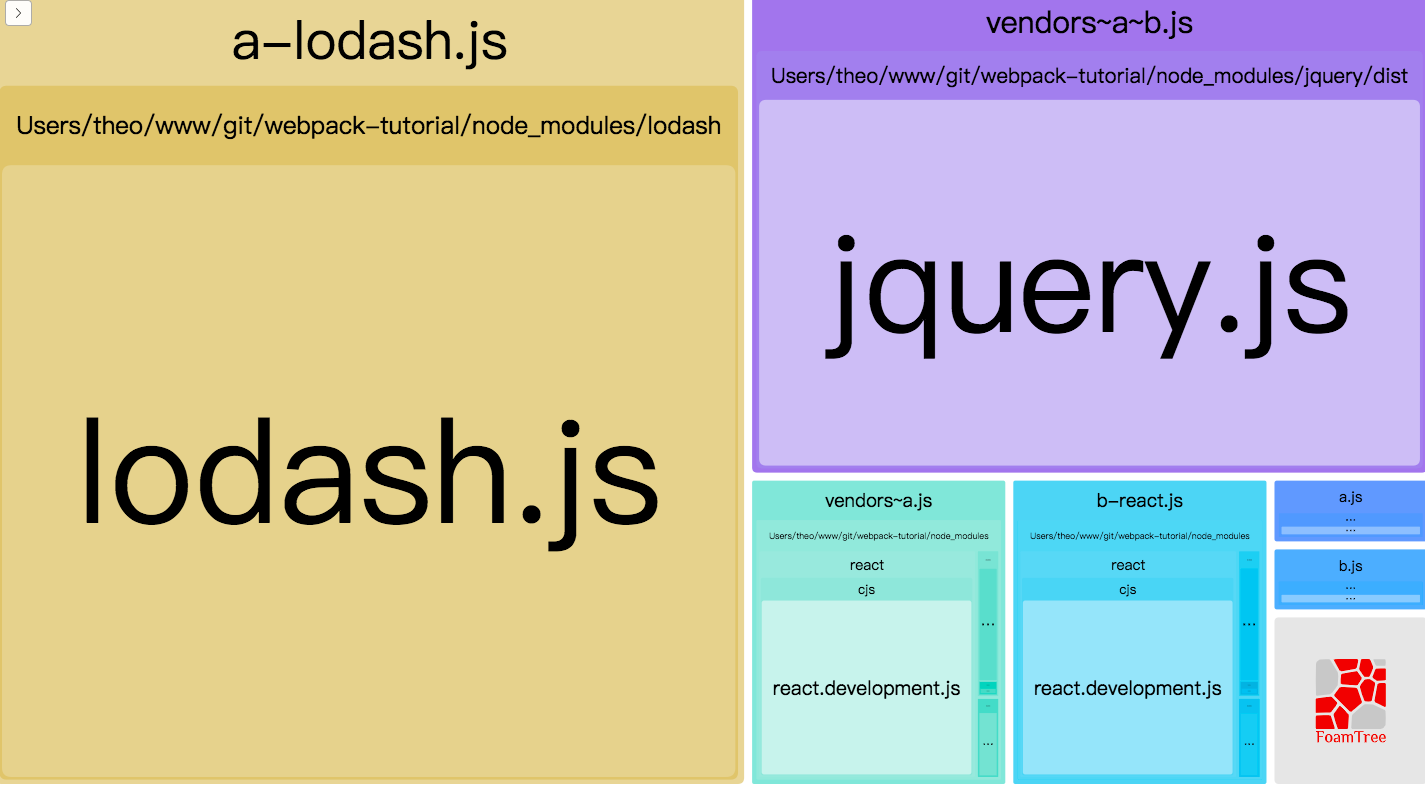 a-lodash.js
Users/theo/www/git/webpack-tutorial/node_modules/lodash
lodash.js
vendors~a~b.js
Users/theo/www/git/webpack-tutorial/node_modules/jquery/dist
jquery.js
vendors~a.js
Users/theo/www/git/webpack-tutorial/node_modules
react
cjs
react.development.js
...
...
b-react.js
Users/theo/www/git/webpack-tutorial/node_modules
react
cjs
react.development.js
...
...
a.js
...
...
b.js
...
...
FoamTree